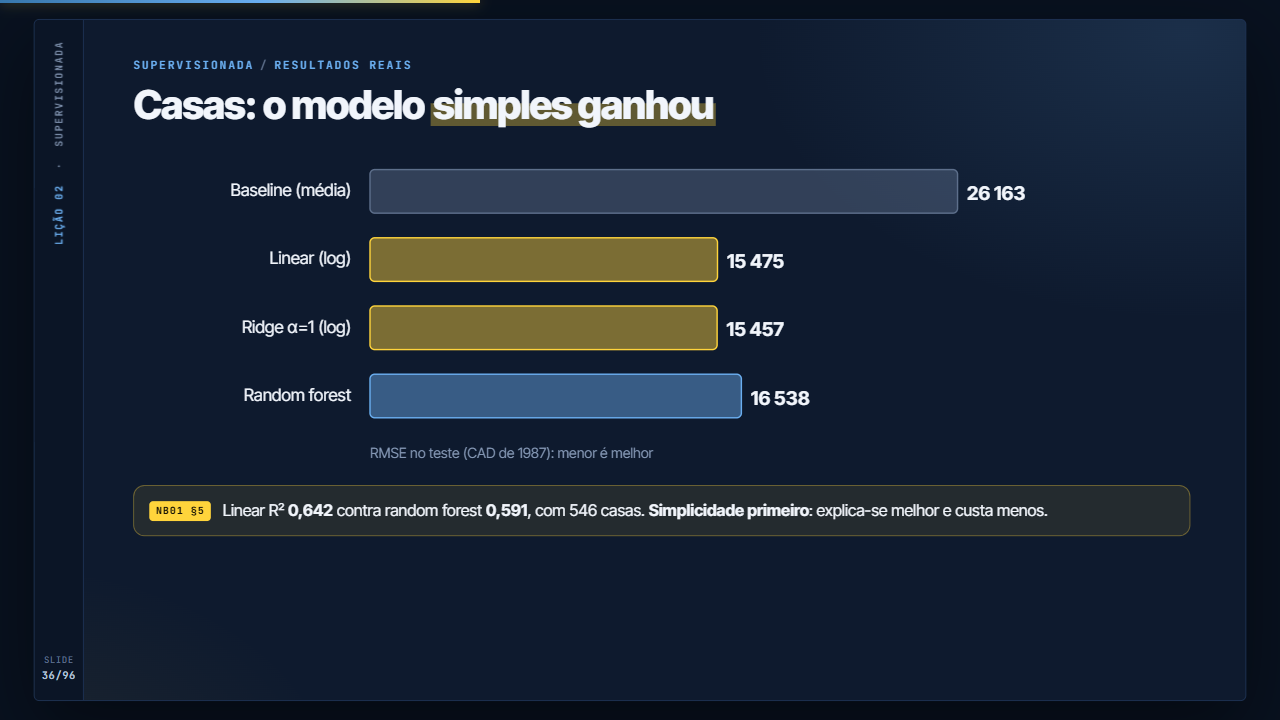 LIÇÃO 02 · SUPERVISIONADA
SUPERVISIONADA / RESULTADOS REAIS
Casas: o modelo simples ganhou
Baseline (média) 26 163
Linear (log) 15 475
Ridge α=1 (log) 15 457
Random forest 16 538
RMSE no teste (CAD de 1987): menor é melhor
NB01 §5 Linear R² 0,642 contra random forest 0,591, com 546 casas. Simplicidade primeiro: explica-se melhor e custa menos.
SLIDE
36/96